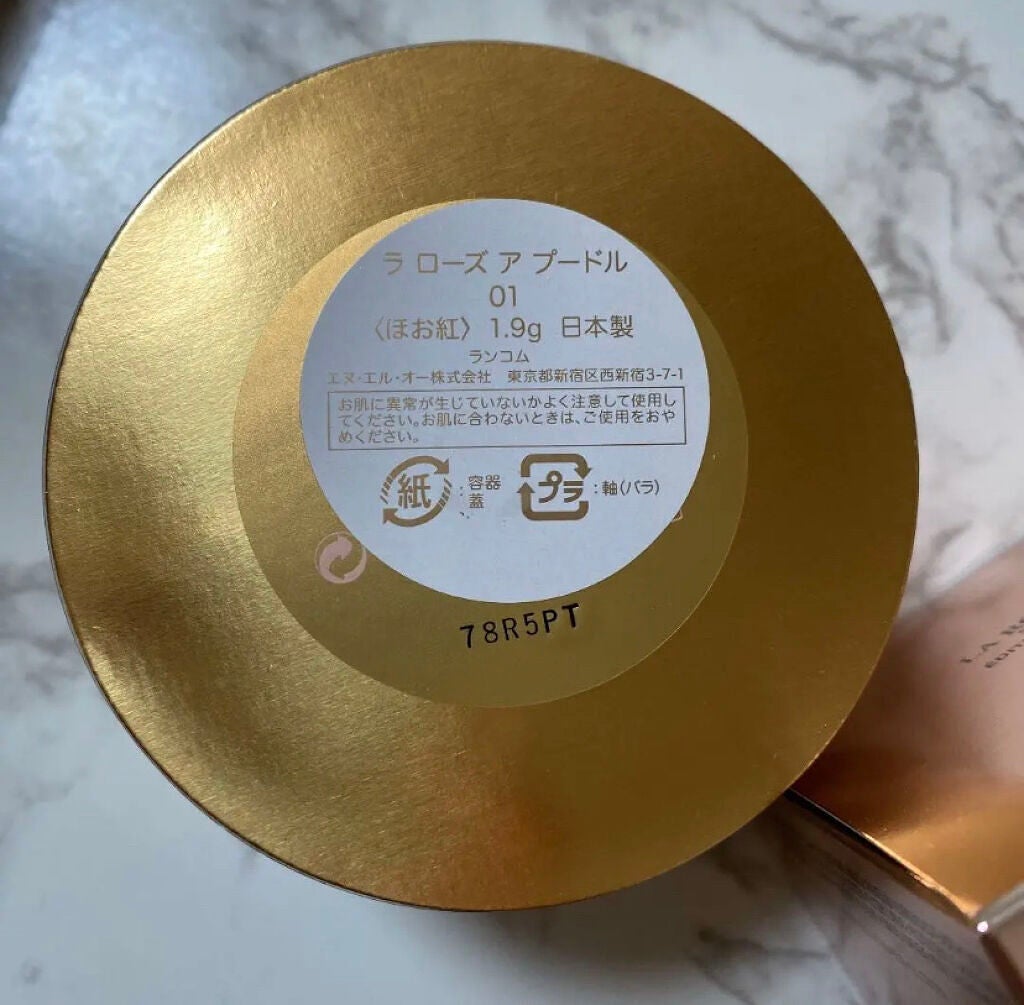 ラ ローズ ア プードル
01
〈ほお紅〉 1.9g 日本製
ランコム
エヌ・エル・オー株式会社 東京都新宿区西新宿3-7-1
お肌に異常が生じていないかよく注意して使用し
てください。お肌に合わないときは、ご使用をおや
めください。
紙 : 容器
蓋
プラ : 軸(バラ)
78R5PT
LA